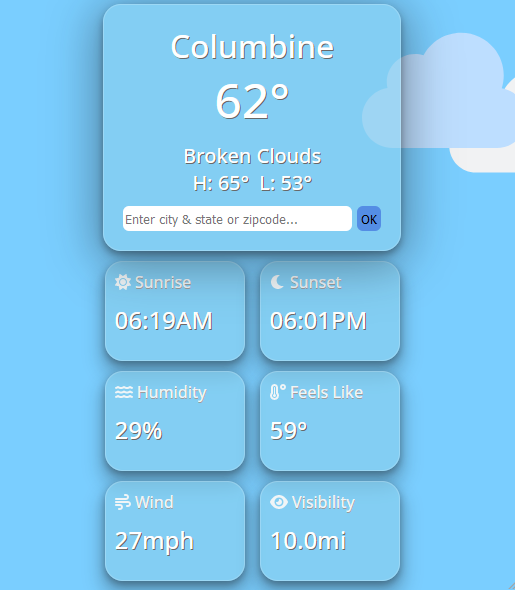 Columbine
62°
Broken Clouds
H: 65° L: 53°
Enter city & state or zipcode...
OK
Sunrise
Sunset
06:19AM
06:01PM
Humidity
Feels Like
29%
59°
Wind
Visibility
27mph
10.0mi